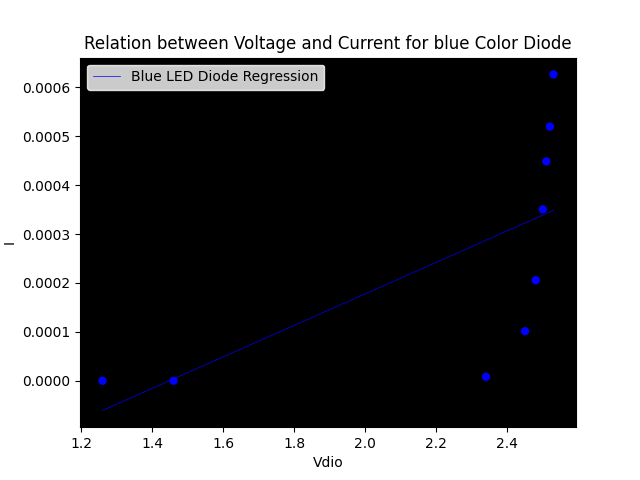 Relation between Voltage and Current for blue Color Diode
Blue LED Diode Regression
0.0006
0.0005
0.0004
0.0003
0.0002
0.0001
0.0000
I
1.2 1.4 1.6 1.8 2.0 2.2 2.4
Vdio